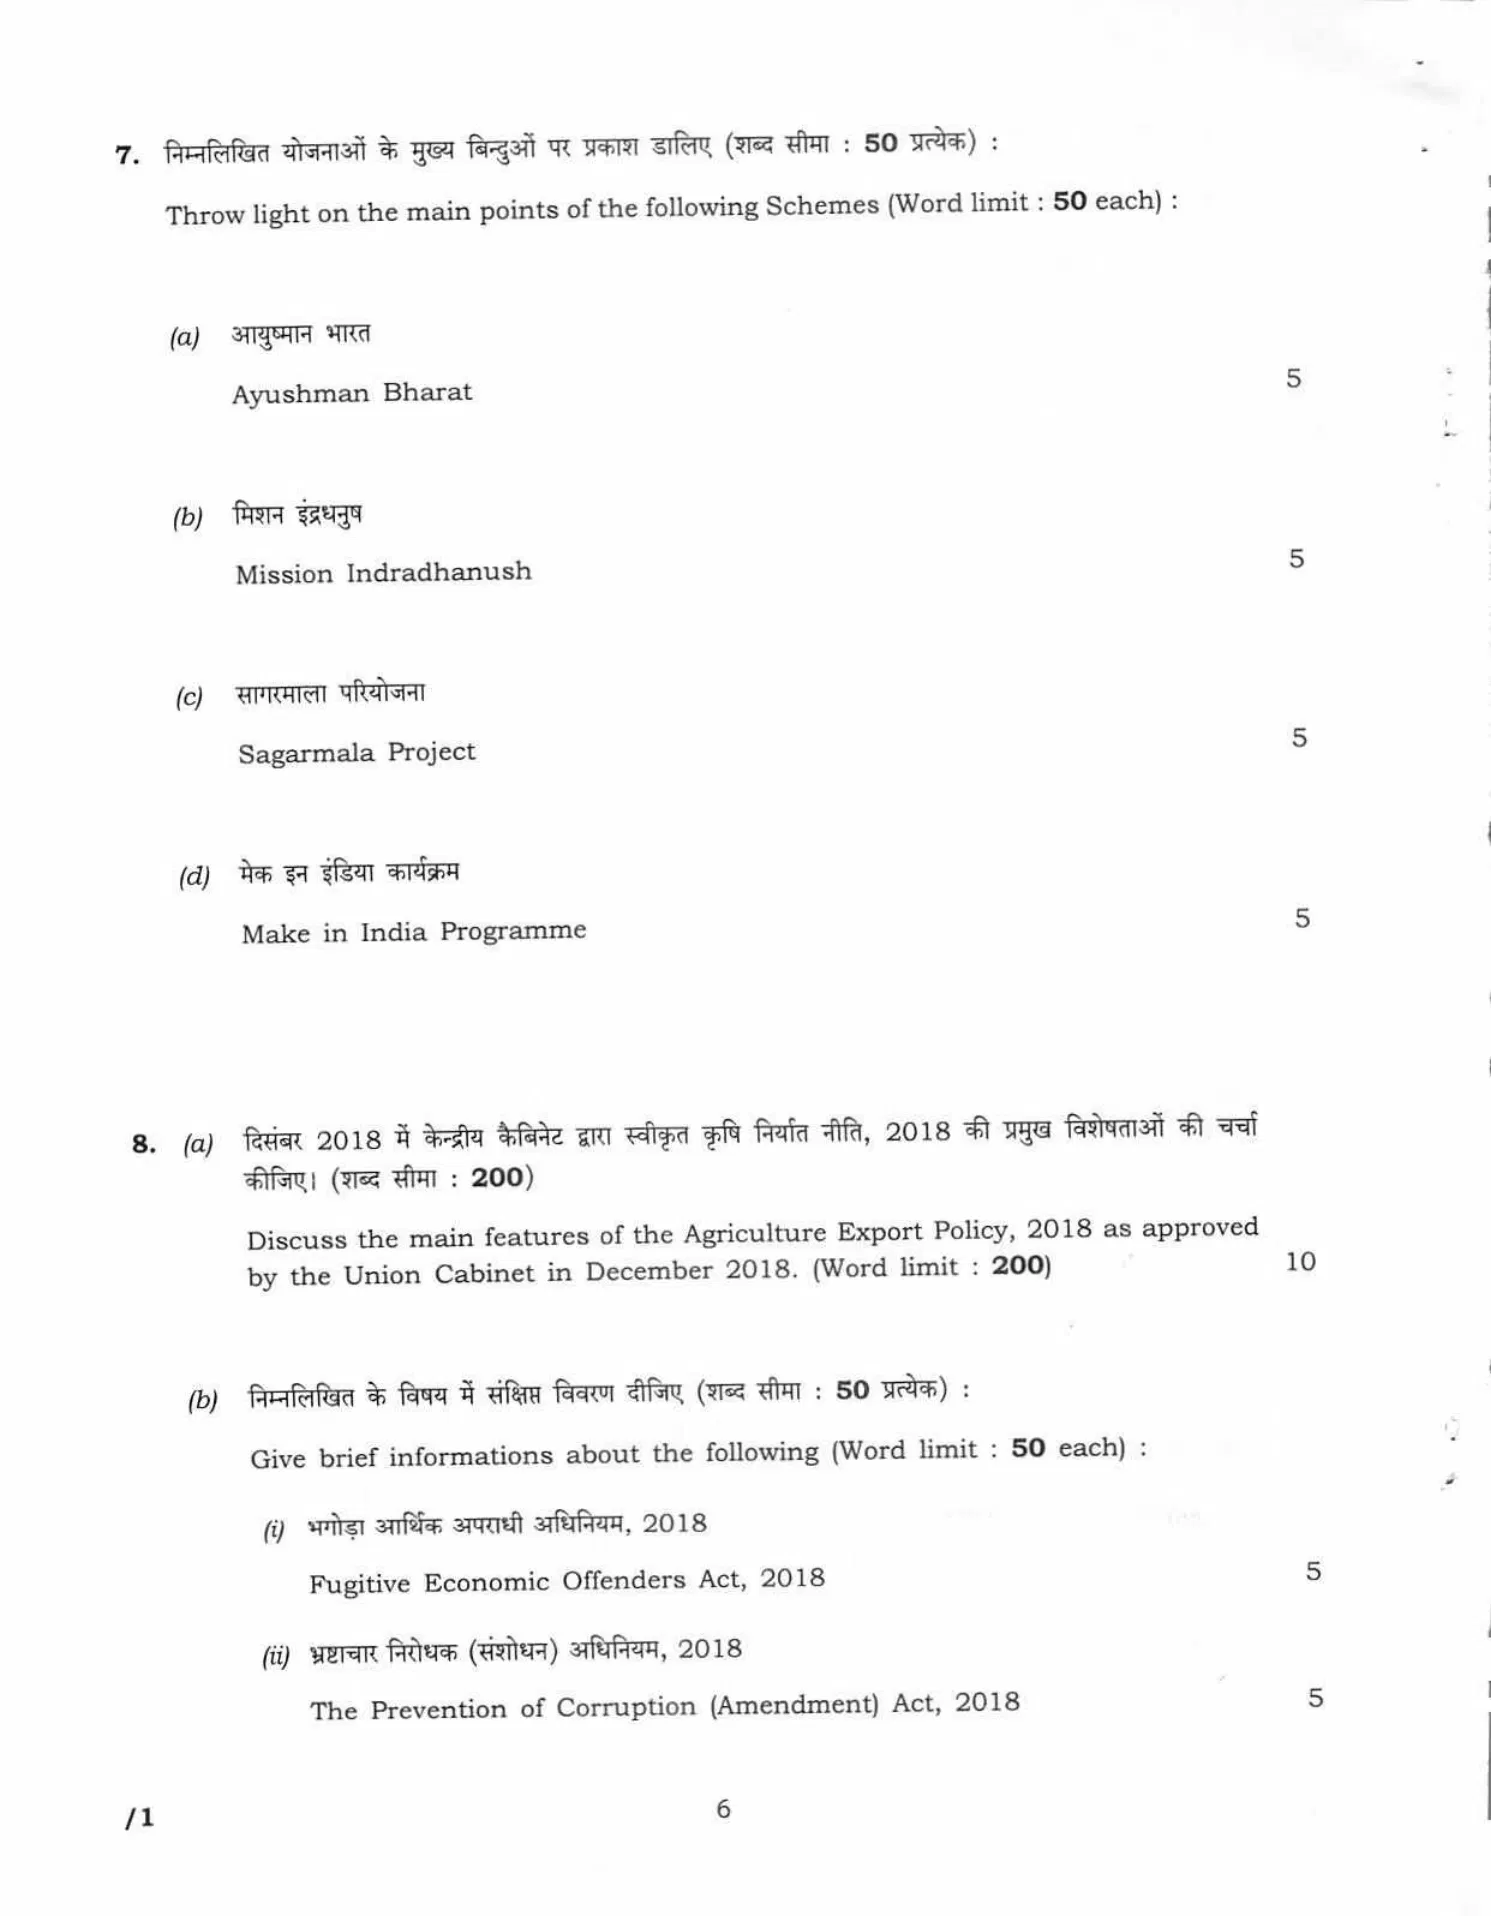 7. निम्नलिखित योजनाओं के मुख्य बिन्दुओं पर प्रकाश डालिए (शब्द सीमा : 50 प्रत्येक) :
Throw light on the main points of the following Schemes (Word limit : 50 each) :
(a) आयुष्मान भारत
Ayushman Bharat 5
(b) मिशन इंद्रधनुष
Mission Indradhanush 5
(c) सागरमाला परियोजना
Sagarmala Project 5
(d) मेक इन इंडिया कार्यक्रम
Make in India Programme 5
8. (a) दिसंबर 2018 में केन्द्रीय कैबिनेट द्वारा स्वीकृत कृषि निर्यात नीति, 2018 की प्रमुख विशेषताओं की चर्चा
कीजिए। (शब्द सीमा : 200)
Discuss the main features of the Agriculture Export Policy, 2018 as approved
by the Union Cabinet in December 2018. (Word limit : 200) 10
(b) निम्नलिखित के विषय में संक्षिप्त विवरण दीजिए (शब्द सीमा : 50 प्रत्येक) :
Give brief informations about the following (Word limit : 50 each) :
(i) भगोड़ा आर्थिक अपराधी अधिनियम, 2018
Fugitive Economic Offenders Act, 2018 5
(ii) भ्रष्टाचार निरोधक (संशोधन) अधिनियम, 2018
The Prevention of Corruption (Amendment) Act, 2018 5
/1 6